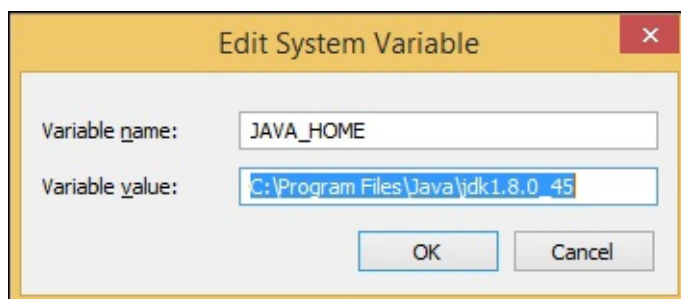 Edit System Variable
Variable name: JAVA_HOME
Variable value: C:\Program Files\Java\jdk1.8.0_45
OK Cancel